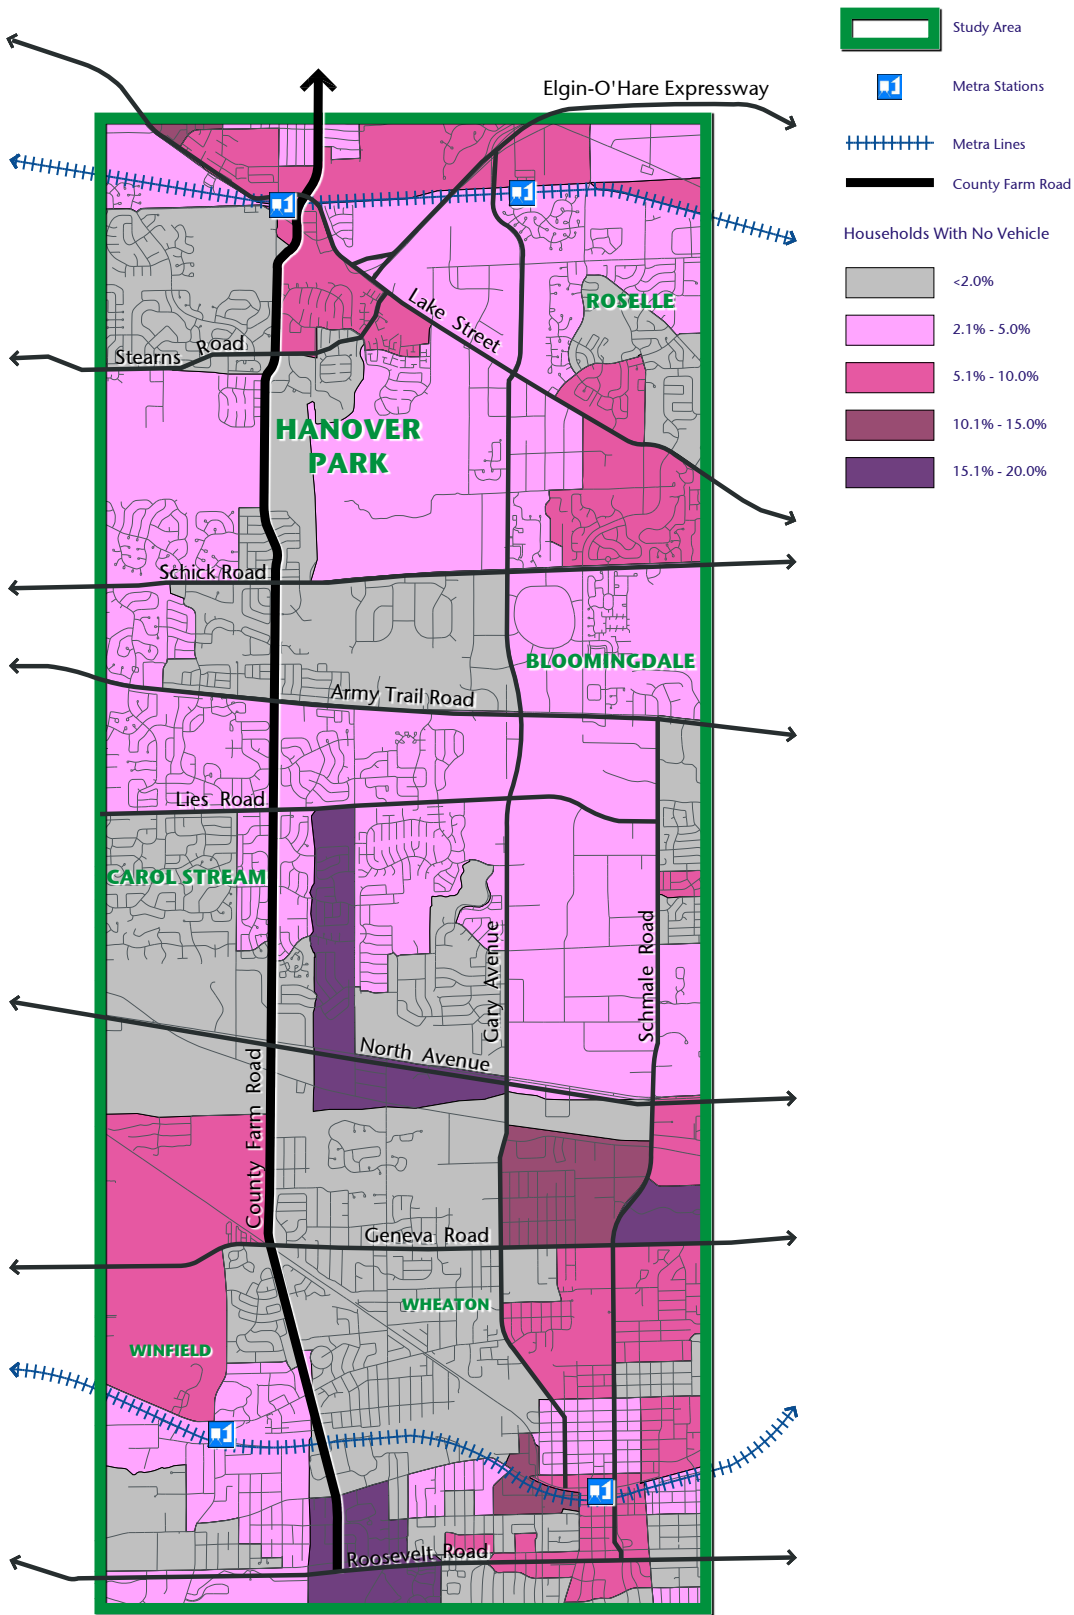 Study Area
Elgin-O'Hare Expressway
Metra Stations
Metra Lines
County Farm Road
Households With No Vehicle
<2.0%
2.1% - 5.0%
5.1% - 10.0%
10.1% - 15.0%
15.1% - 20.0%
ROSELLE
Lake Street
Stearns Road
HANOVER
PARK
Schick Road
BLOOMINGDALE
Army Trail Road
Lies Road
CAROL STREAM
Gary Avenue
Schmale Road
North Avenue
County Farm Road
Geneva Road
WHEATON
WINFIELD
Roosevelt Road